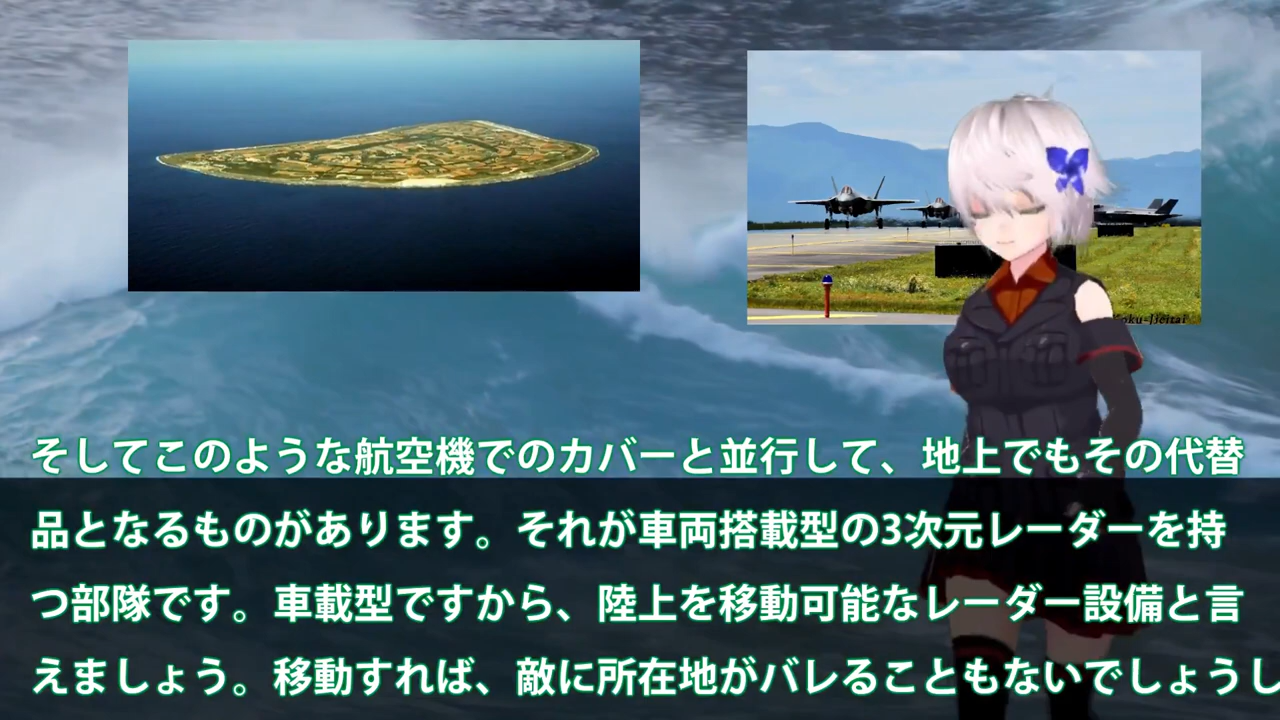 そしてこのような航空機でのカバーと並行して、地上でもその代替
品となるものがあります。それが車両搭載型の3次元レーダーを持
つ部隊です。車載型ですから、陸上を移動可能なレーダー設備と言
えましょう。移動すれば、敵に所在地がバレることもないでしょうし